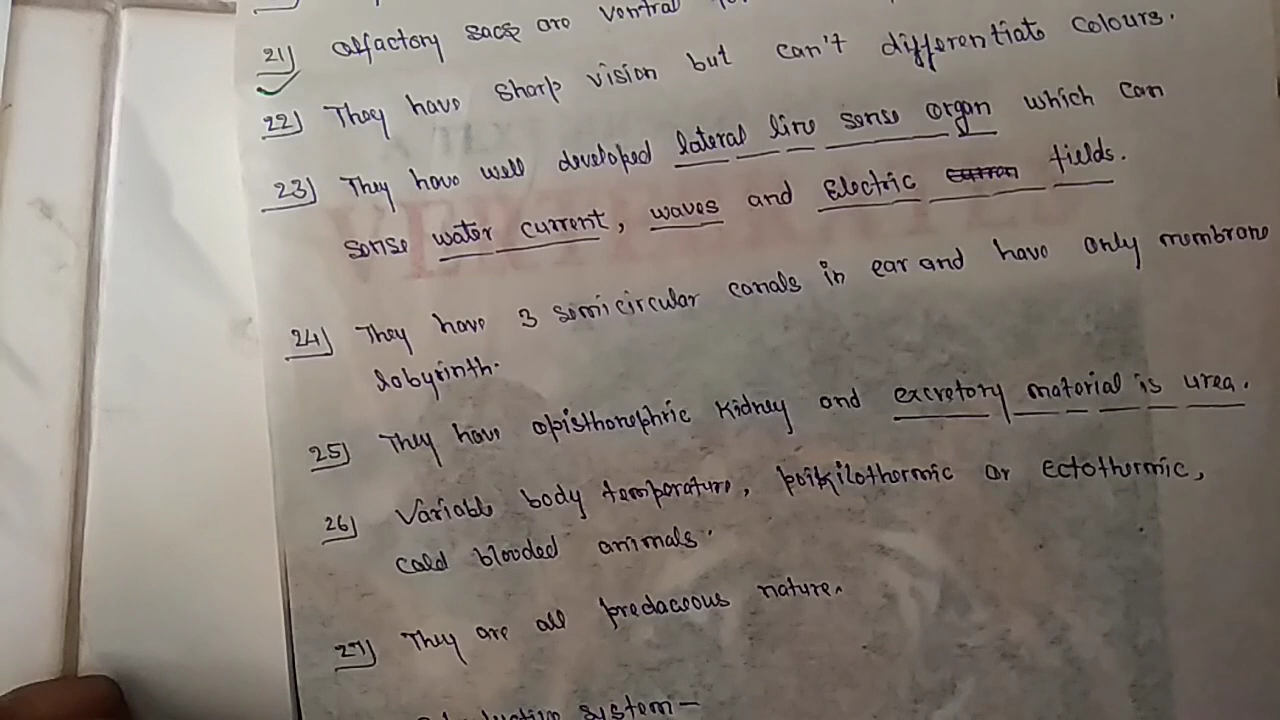 21) olfactory sacs are ventral
22) They have sharp vision but can't differentiate colours.
23) They have well developed lateral line sense organ which can
sense water current, waves and Electric fields.
24) They have 3 semicircular canals in ear and have only membrane
labyrinth.
25) They have opisthonephric kidney and excretory material is urea.
26) Variable body temperature, poikilothermic or ectothermic,
cold blooded animals.
27) They are all predaceous nature.
system-